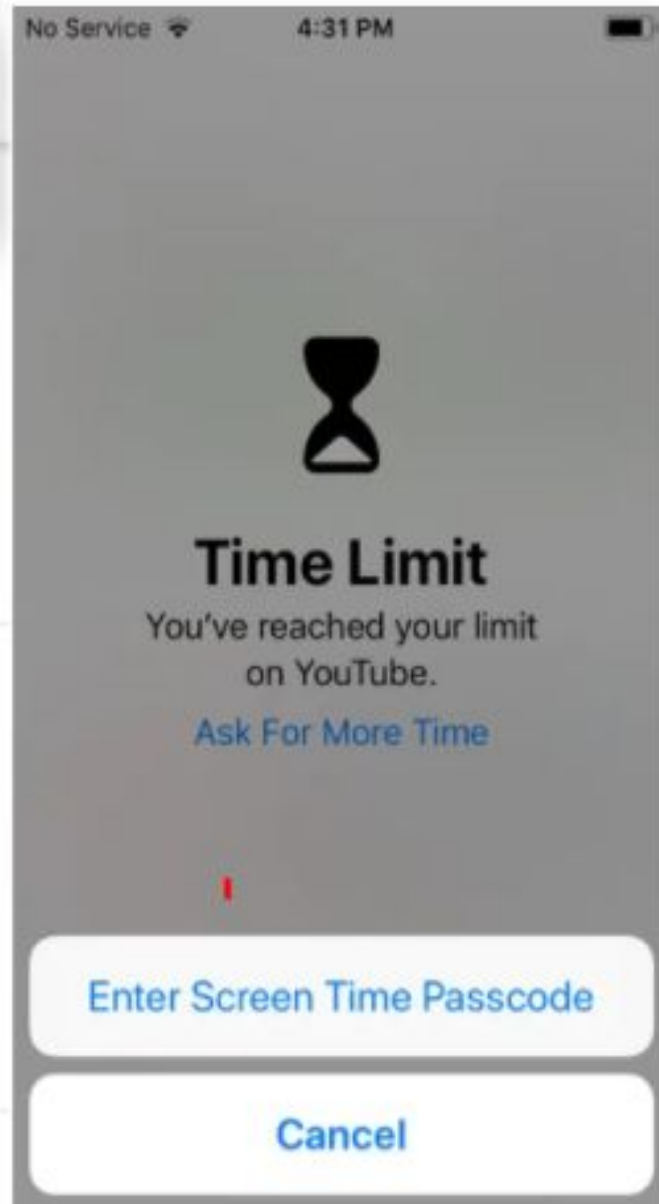 No Service 4:31 PM
Time Limit
You've reached your limit
on YouTube.
Ask For More Time
Enter Screen Time Passcode
Cancel